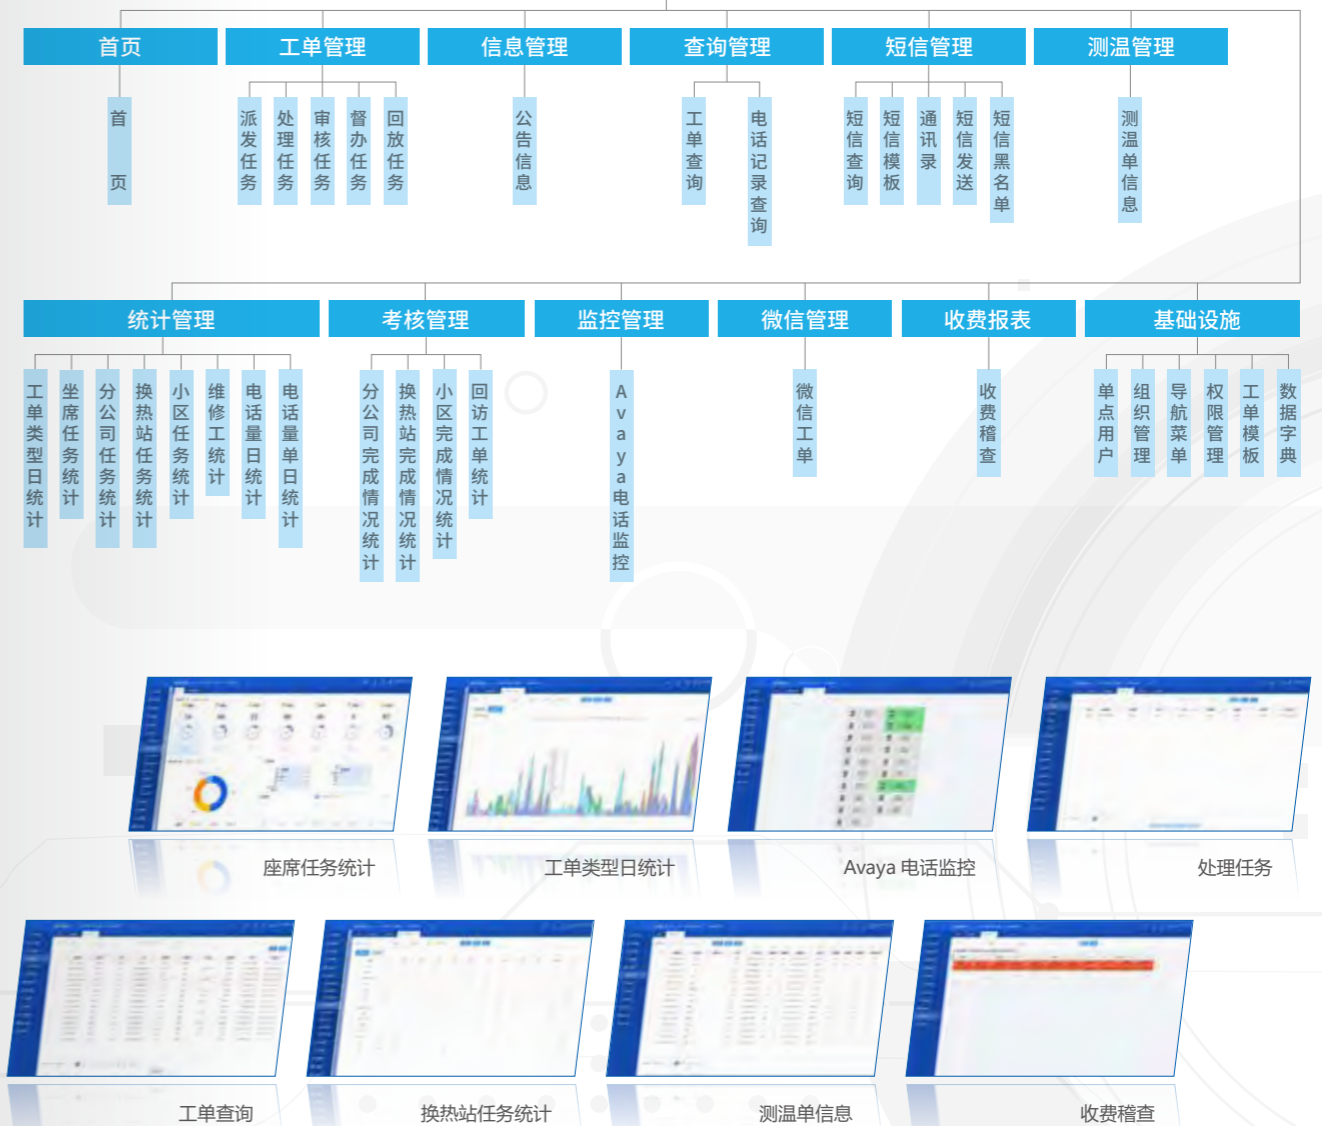 首页
工单管理
信息管理
查询管理
短信管理
测温管理
首页
派发任务
处理任务
审核任务
督办任务
回放任务
公告信息
工单查询
电话记录查询
短信查询
短信模板
通讯录
短信发送
短信黑名单
测温单信息
统计管理
考核管理
监控管理
微信管理
收费报表
基础设施
工单类型日统计
坐席任务统计
分公司任务统计
换热站任务统计
小区任务统计
维修工统计
电话量日统计
电话量单日统计
分公司完成情况统计
换热站完成情况统计
小区完成情况统计
回访工单统计
Avaya电话监控
微信工单
收费稽查
单点用户
组织管理
导航菜单
权限管理
工单模板
数据字典
座席任务统计
工单类型日统计
Avaya 电话监控
处理任务
工单查询
换热站任务统计
测温单信息
收费稽查